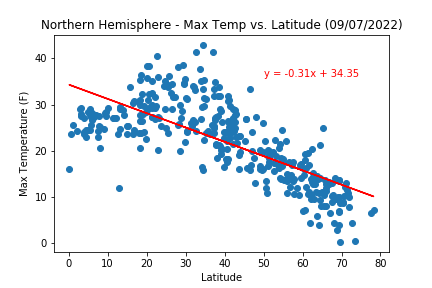 Northern Hemisphere - Max Temp vs. Latitude (09/07/2022)
y = -0.31x + 34.35
Max Temperature (F)
40
30
20
10
0
0 10 20 30 40 50 60 70 80
Latitude